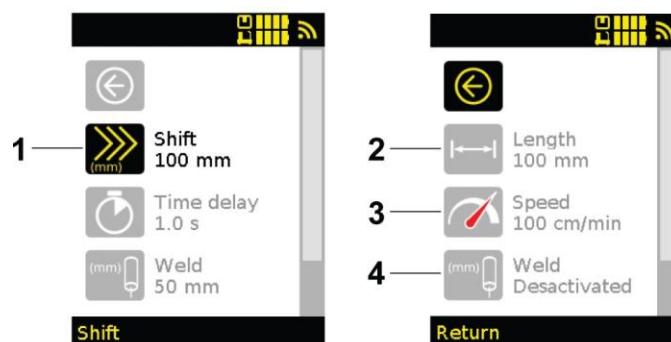 1
Shift
100 mm
(mm)
Time delay
1.0 s
(mm)
Weld
50 mm
Shift
2
Length
100 mm
3
Speed
100 cm/min
4
(mm)
Weld
Desactivated
Return